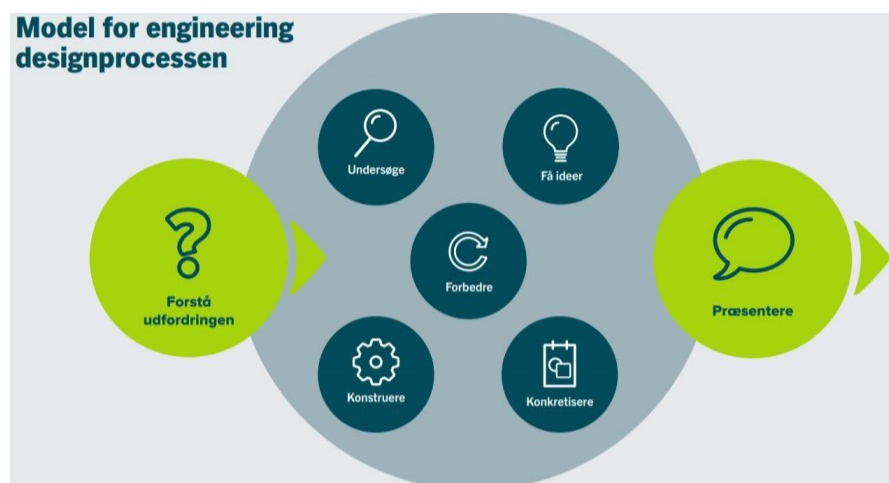 Model for engineering
designprocessen
Undersøge
Få ideer
Forstå
udfordringen
Forbedre
Præsentere
Konstruere
Konkretisere